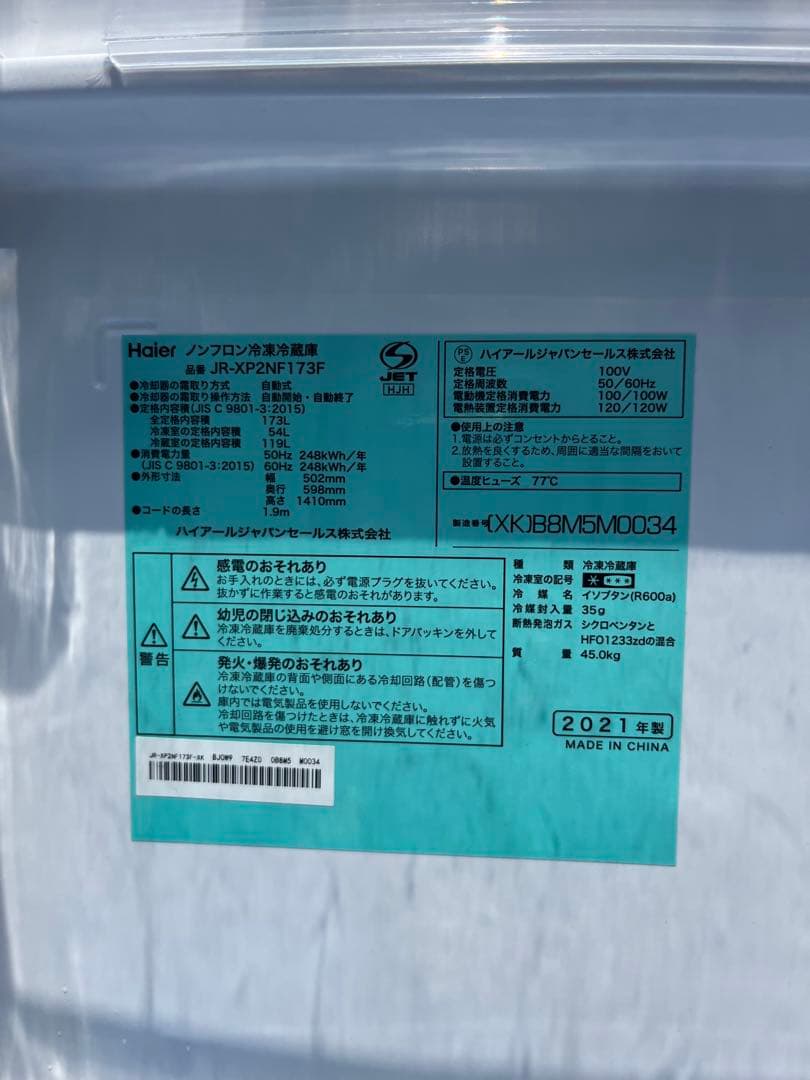 Haier ノンフロン冷凍冷蔵庫
品番 JR-XP2NF173F
JET
HJH
●冷却器の霜取り方式 自動式
●冷却器の霜取り操作方法 自動開始・自動終了
●定格内容積(JIS C 9801-3:2015)
全定格内容積 173L
冷凍室の定格内容積 54L
冷蔵室の定格内容積 119L
●消費電力量 50Hz 248kWh/年
(JIS C 9801-3:2015) 60Hz 248kWh/年
●外形寸法 幅 502mm
奥行 598mm
高さ 1410mm
●コードの長さ 1.9m
ハイアールジャパンセールス株式会社
PSE ハイアールジャパンセールス株式会社
定格電圧 100V
定格周波数 50/60Hz
電動機定格消費電力 100/100W
電熱装置定格消費電力 120/120W
●使用上の注意
1.電源は必ずコンセントからとること。
2.放熱を良くするため、周囲に適当な間隔をおいて
設置すること。
●温度ヒューズ 77℃
製造番号(XK)B8M5M0034
警告
感電のおそれあり
お手入れのときには、必ず電源プラグを抜いてください。
抜かずに作業すると感電のおそれがあります。
幼児の閉じ込みのおそれあり
冷凍冷蔵庫を廃棄処分するときは、ドアパッキンを外して
ください。
発火・爆発のおそれあり
冷凍冷蔵庫の背面や側面にある冷却回路(配管)を傷つ
けないでください。
庫内では電気製品を使用しないでください。
冷却回路を傷つけたときは、冷凍冷蔵庫に触れずに火気
や電気製品の使用を避け窓を開け換気してください。
種類 冷凍冷蔵庫
冷凍室の記号 * ***
冷媒名 イソブタン(R600a)
冷媒封入量 35g
断熱発泡ガス シクロペンタンと
HFO1233zdの混合
質量 45.0kg
2021年製
MADE IN CHINA
JR-XP2NF173F-XK BJ0W9 7E4Z0 0B8M5 M0034